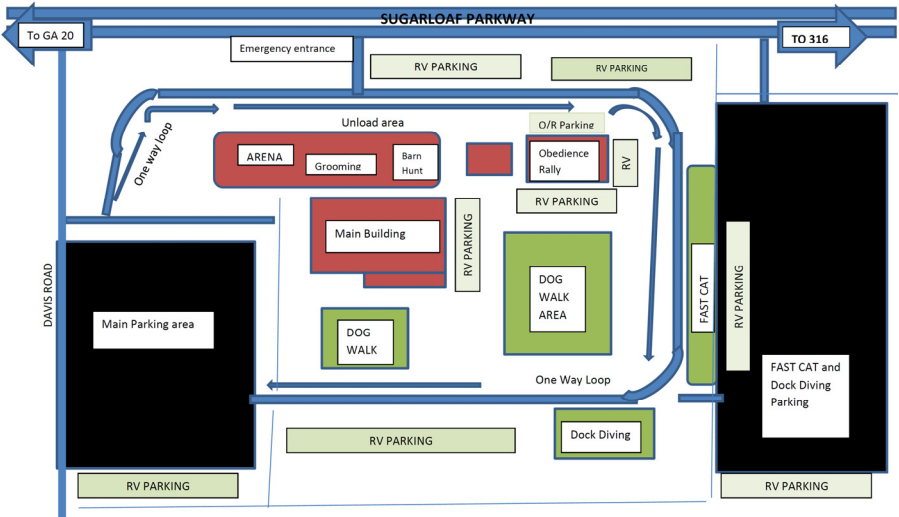 SUGARLOAF PARKWAY
To GA 20
TO 316
Emergency entrance
RV PARKING
RV PARKING
One way loop
Unload area
O/R Parking
ARENA
Grooming
Barn
Hunt
Obedience
Rally
RV
RV PARKING
Main Building
RV PARKING
DAVIS ROAD
Main Parking area
DOG
WALK
AREA
DOG
WALK
FAST CAT
RV PARKING
FAST CAT and
Dock Diving
Parking
One Way Loop
RV PARKING
Dock Diving
RV PARKING
RV PARKING